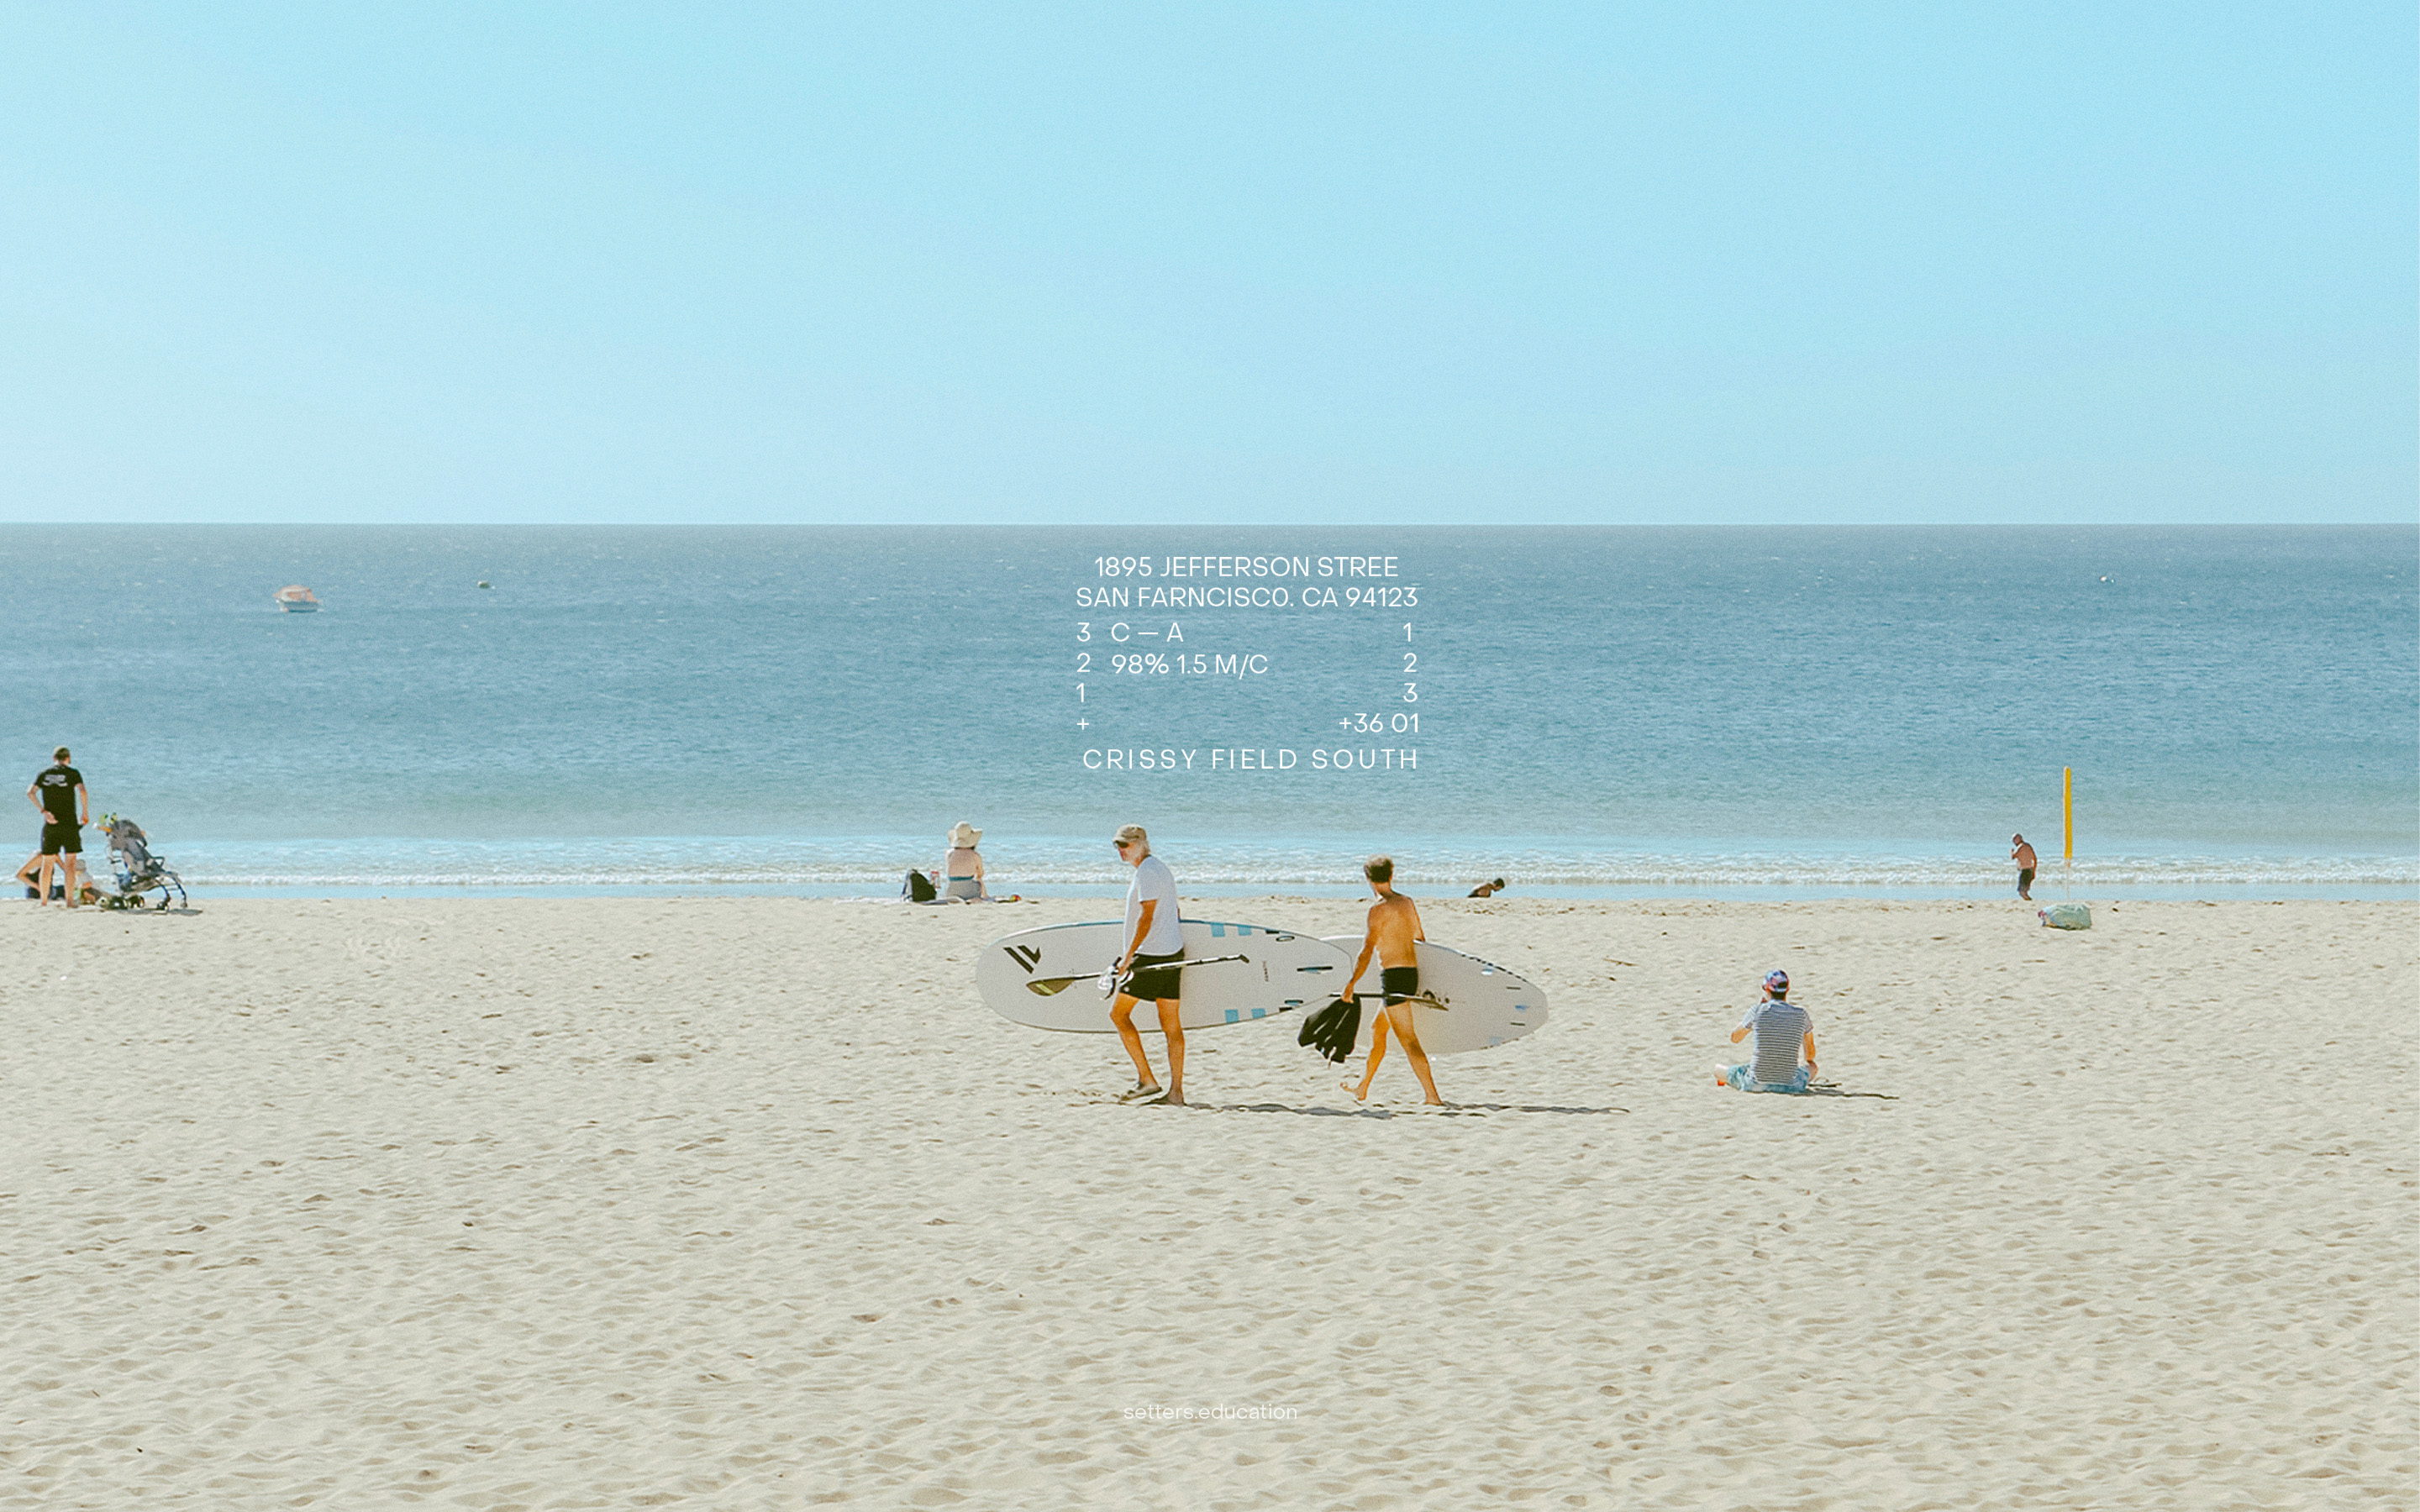 1895 JEFFERSON STREE
SAN FARNCISCO. CA 94123
3 C — A 1
2 98% 1.5 M/C 2
1 3
+ +36 01
CRISSY FIELD SOUTH
setters.education